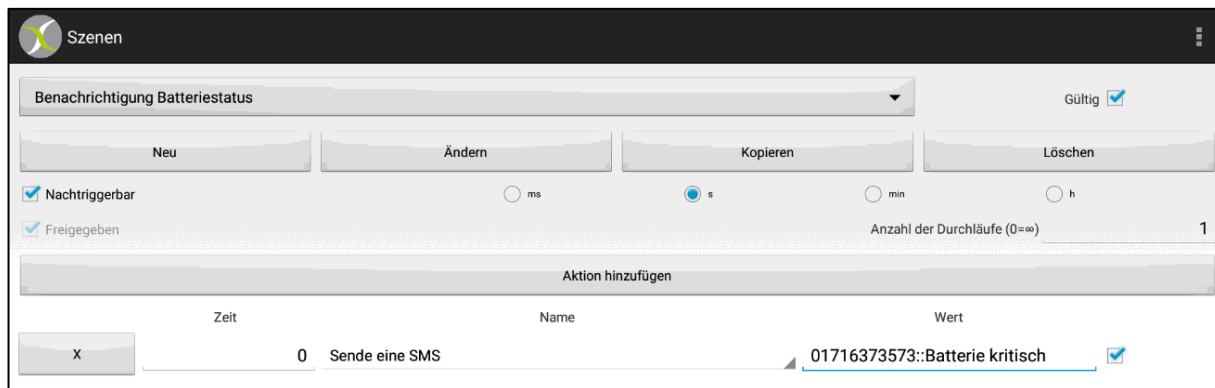 Szenen
Benachrichtigung Batteriestatus
Gültig
Neu Ändern Kopieren Löschen
Nachtriggerbar ms s min h
Freigegeben Anzahl der Durchläufe (0=∞) 1
Aktion hinzufügen
Zeit Name Wert
X 0 Sende eine SMS 01716373573::Batterie kritisch